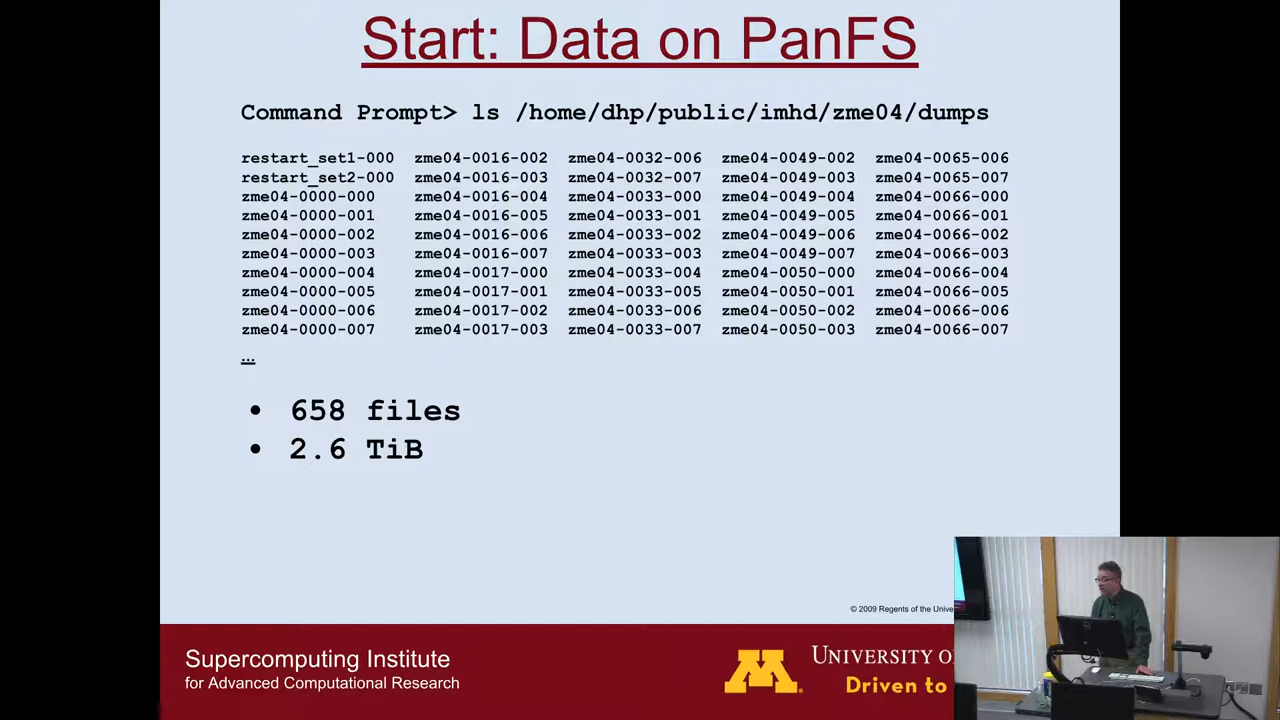 Start: Data on PanFS
Command Prompt> ls /home/dhp/public/imhd/zme04/dumps
restart_set1-000 zme04-0016-002 zme04-0032-006 zme04-0049-002 zme04-0065-006
restart_set2-000 zme04-0016-003 zme04-0032-007 zme04-0049-003 zme04-0065-007
zme04-0000-000 zme04-0016-004 zme04-0033-000 zme04-0049-004 zme04-0066-000
zme04-0000-001 zme04-0016-005 zme04-0033-001 zme04-0049-005 zme04-0066-001
zme04-0000-002 zme04-0016-006 zme04-0033-002 zme04-0049-006 zme04-0066-002
zme04-0000-003 zme04-0016-007 zme04-0033-003 zme04-0049-007 zme04-0066-003
zme04-0000-004 zme04-0017-000 zme04-0033-004 zme04-0050-000 zme04-0066-004
zme04-0000-005 zme04-0017-001 zme04-0033-005 zme04-0050-001 zme04-0066-005
zme04-0000-006 zme04-0017-002 zme04-0033-006 zme04-0050-002 zme04-0066-006
zme04-0000-007 zme04-0017-003 zme04-0033-007 zme04-0050-003 zme04-0066-007
…
• 658 files
• 2.6 TiB
© 2009 Regents of the Unive
Supercomputing Institute
for Advanced Computational Research
M
UNIVERSITY O
Driven to